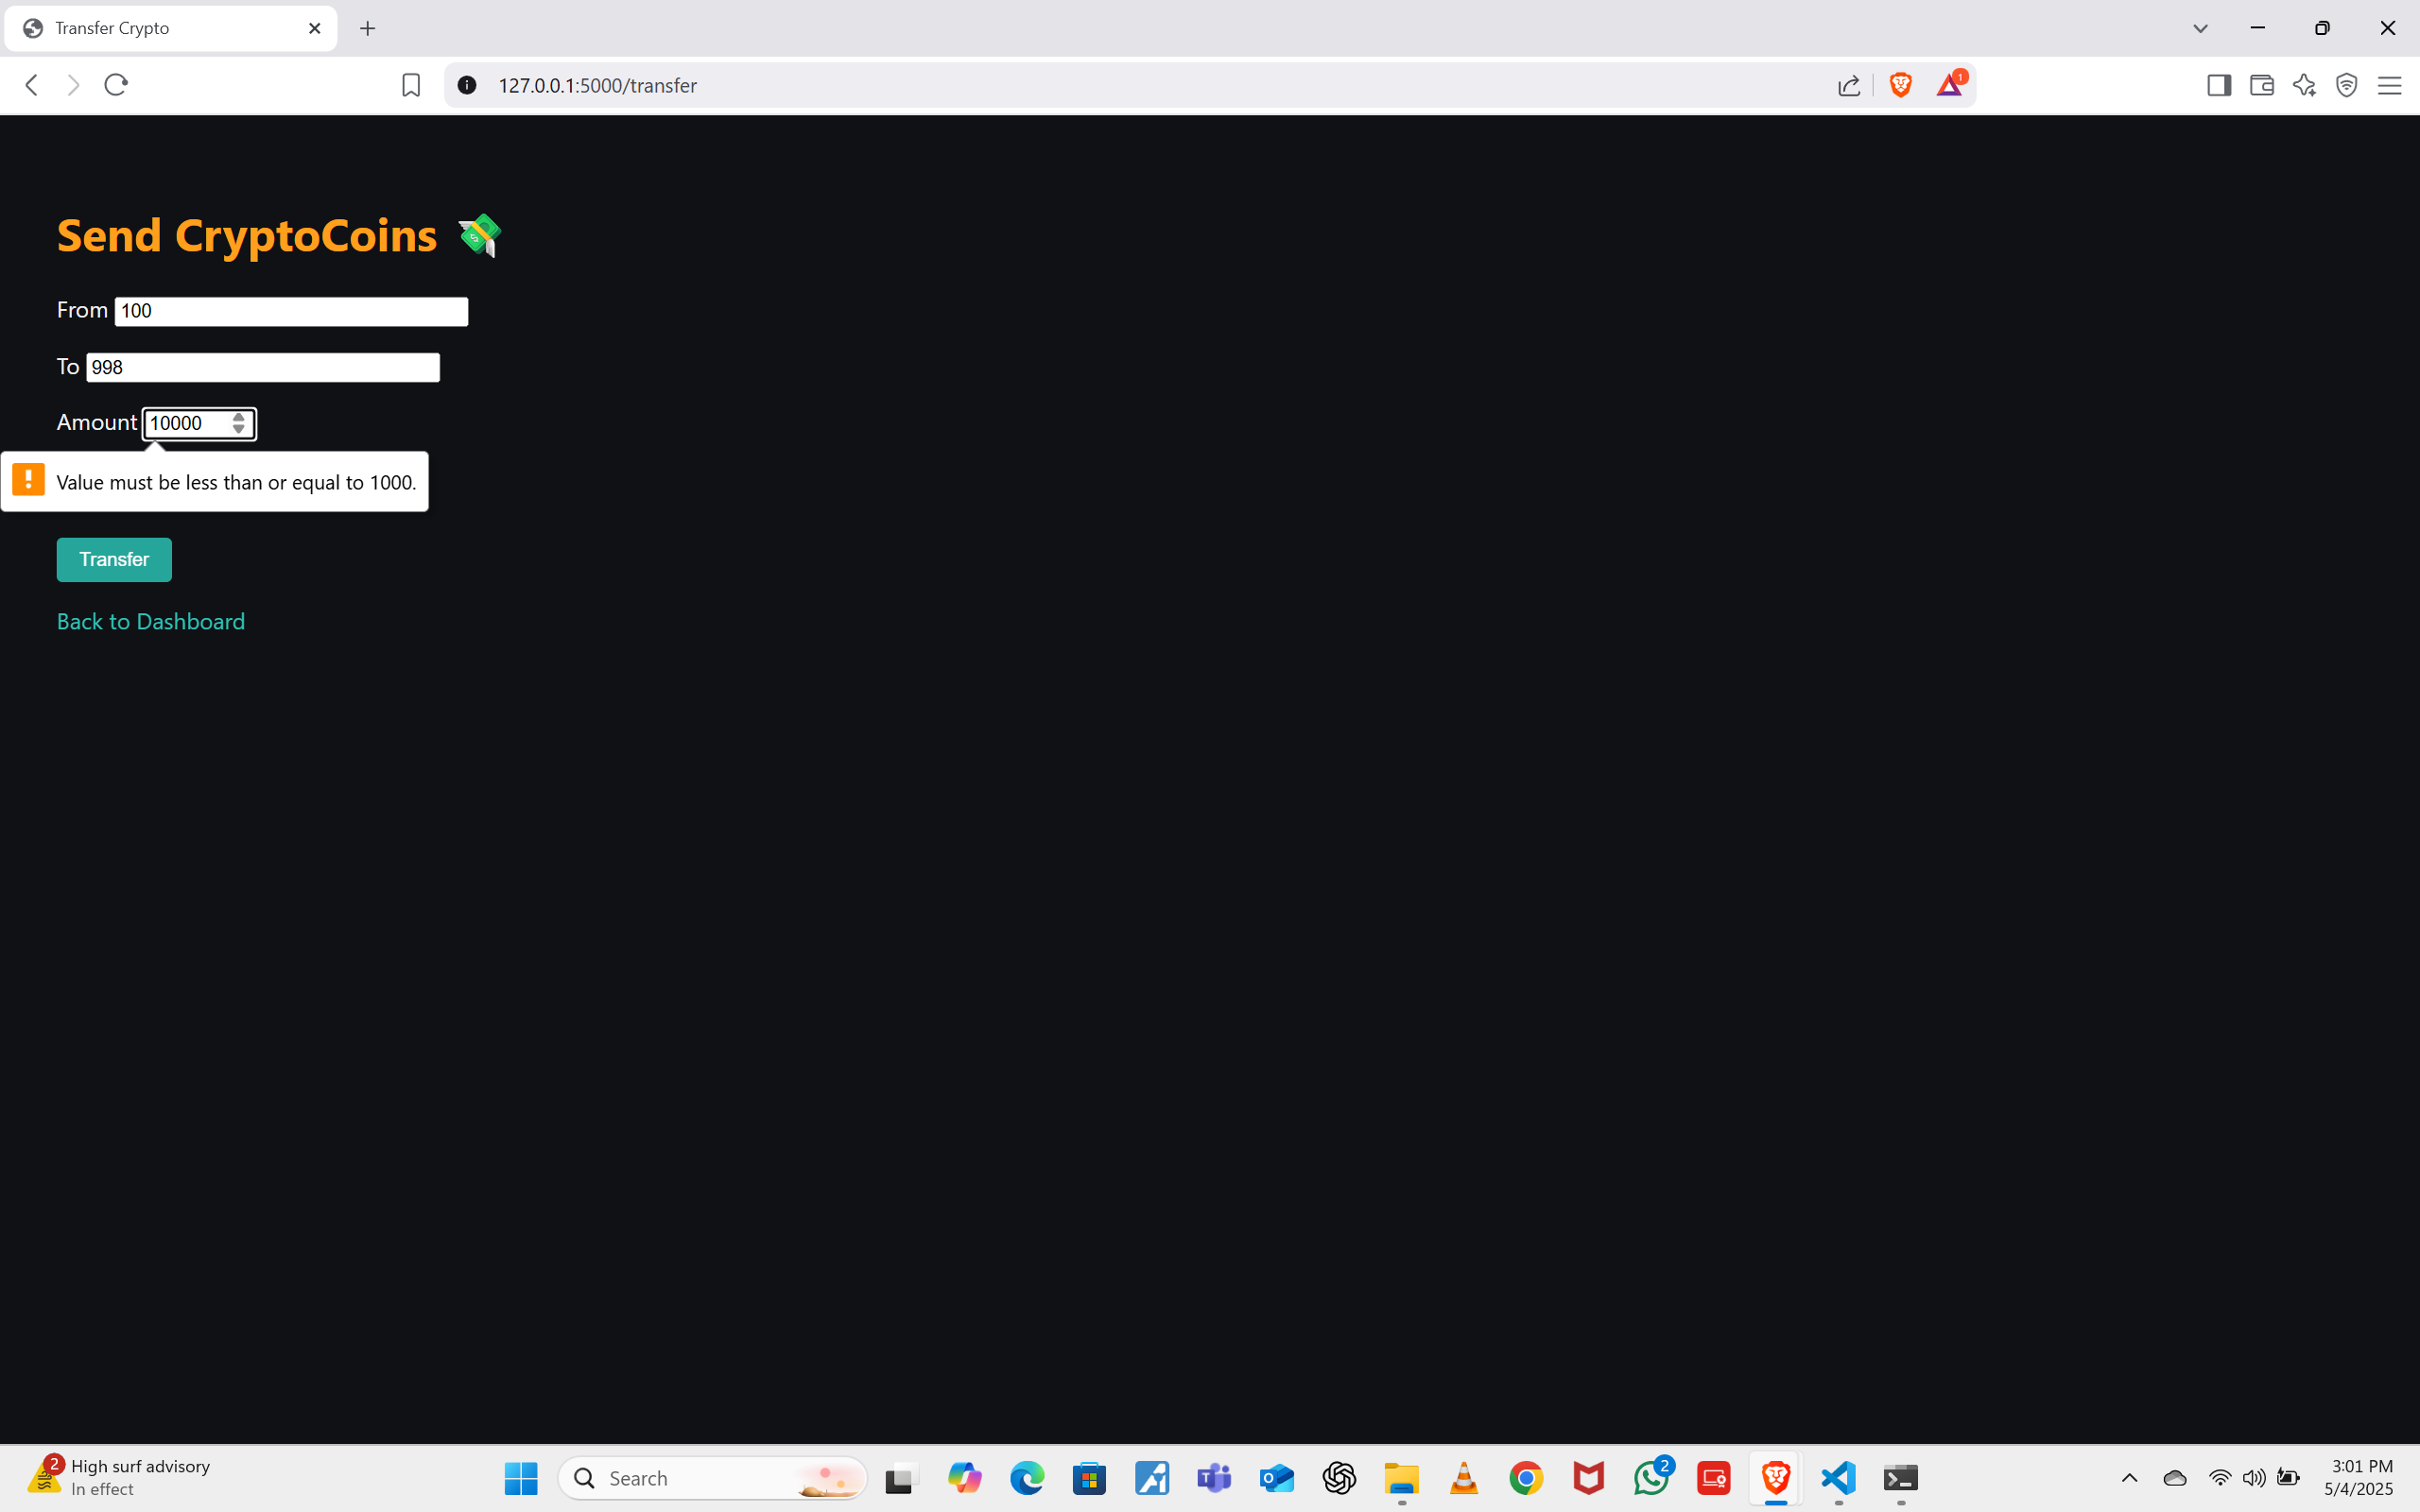 Transfer Crypto
127.0.0.1:5000/transfer
1
Send CryptoCoins
From 100
To 998
Amount 10000
Value must be less than or equal to 1000.
Transfer
Back to Dashboard
2
High surf advisory
In effect
Search
2
3:01 PM
5/4/2025